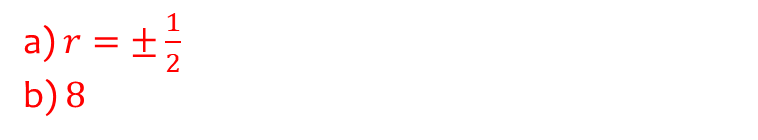 a) r = ± 1/2
b) 8